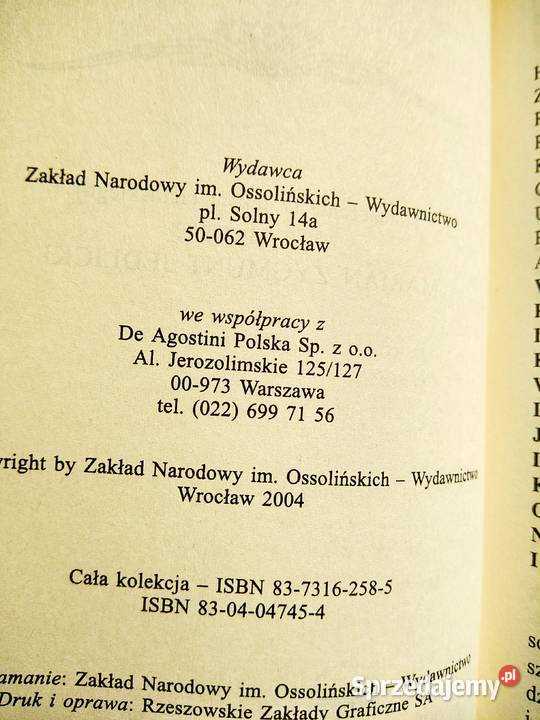 Wydawca
Zakład Narodowy im. Ossolińskich – Wydawnictwo
pl. Solny 14a
50-062 Wrocław
we współpracy z
De Agostini Polska Sp. z o.o.
Al. Jerozolimskie 125/127
00-973 Warszawa
tel. (022) 699 71 56
yright by Zakład Narodowy im. Ossolińskich – Wydawnictwo
Wrocław 2004
Cała kolekcja – ISBN 83-7316-258-5
ISBN 83-04-04745-4
amanie: Zakład Narodowy im. Ossolińskich – Wydawnictwo
Druk i oprawa: Rzeszowskie Zakłady Graficzne SA
Sprzedajemy.pl